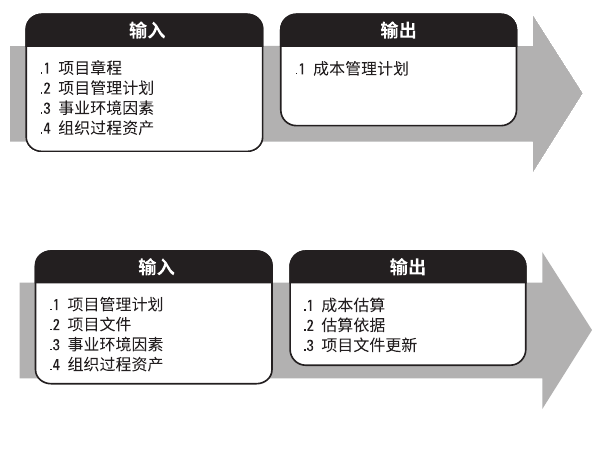 输入
.1 项目章程
.2 项目管理计划
.3 事业环境因素
.4 组织过程资产
输出
.1 成本管理计划
输入
.1 项目管理计划
.2 项目文件
.3 事业环境因素
.4 组织过程资产
输出
.1 成本估算
.2 估算依据
.3 项目文件更新